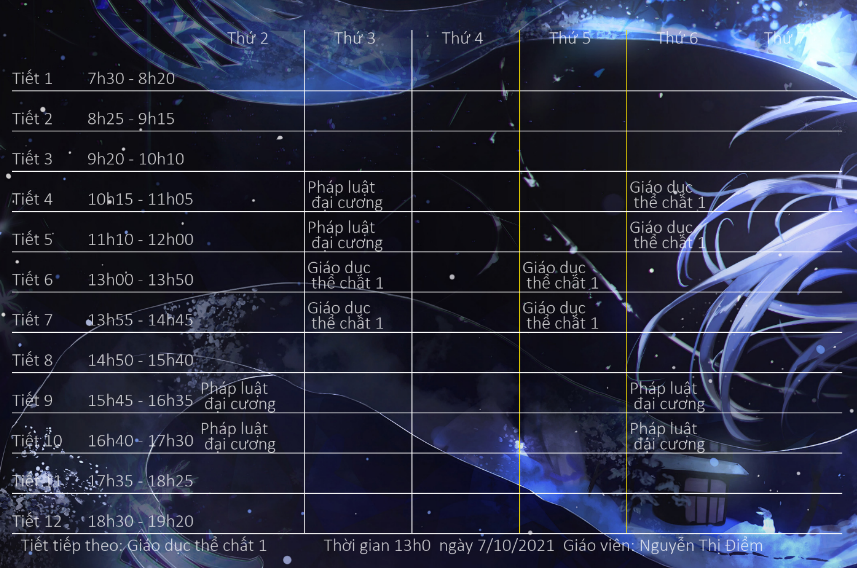 Thứ 2 Thứ 3 Thứ 4 Thứ 5 Thứ 6 Thứ
Tiết 1 7h30 - 8h20
Tiết 2 8h25 - 9h15
Tiết 3 9h20 - 10h10
Tiết 4 10h15 - 11h05 Pháp luật Giáo dục
đại cương thể chất 1
Tiết 5 11h10 - 12h00 Pháp luật Giáo dục
đại cương thể chất 1
Tiết 6 13h00 - 13h50 Giáo dục Giáo dục
thể chất 1 thể chất 1
Tiết 7 13h55 - 14h45 Giáo dục Giáo dục
thể chất 1 thể chất 1
Tiết 8 14h50 - 15h40
Tiết 9 15h45 - 16h35 Pháp luật Pháp luật
đại cương đại cương
Tiết 10 16h40 - 17h30 Pháp luật Pháp luật
đại cương đải cương
Tiết 11 17h35 - 18h25
Tiết 12 18h30 - 19h20
Tiết tiếp theo: Giáo dục thể chất 1 Thời gian 13h0 ngày 7/10/2021 Giáo viên: Nguyễn Thị Điểm